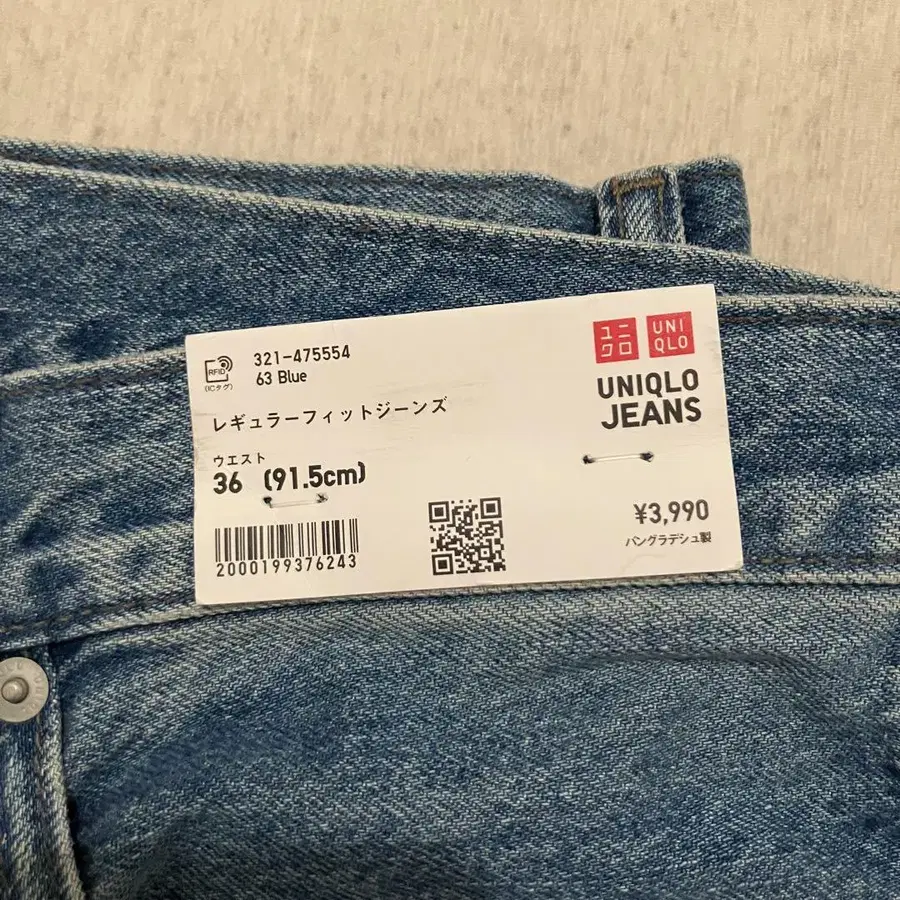 RFID
(ICタグ)
321-475554
63 Blue
レギュラーフィットジーンズ
ウエスト
36 (91.5cm)
2000199376243
ユニ
クロ
UNI
QLO
UNIQLO
JEANS
¥3,990
バングラデシュ製